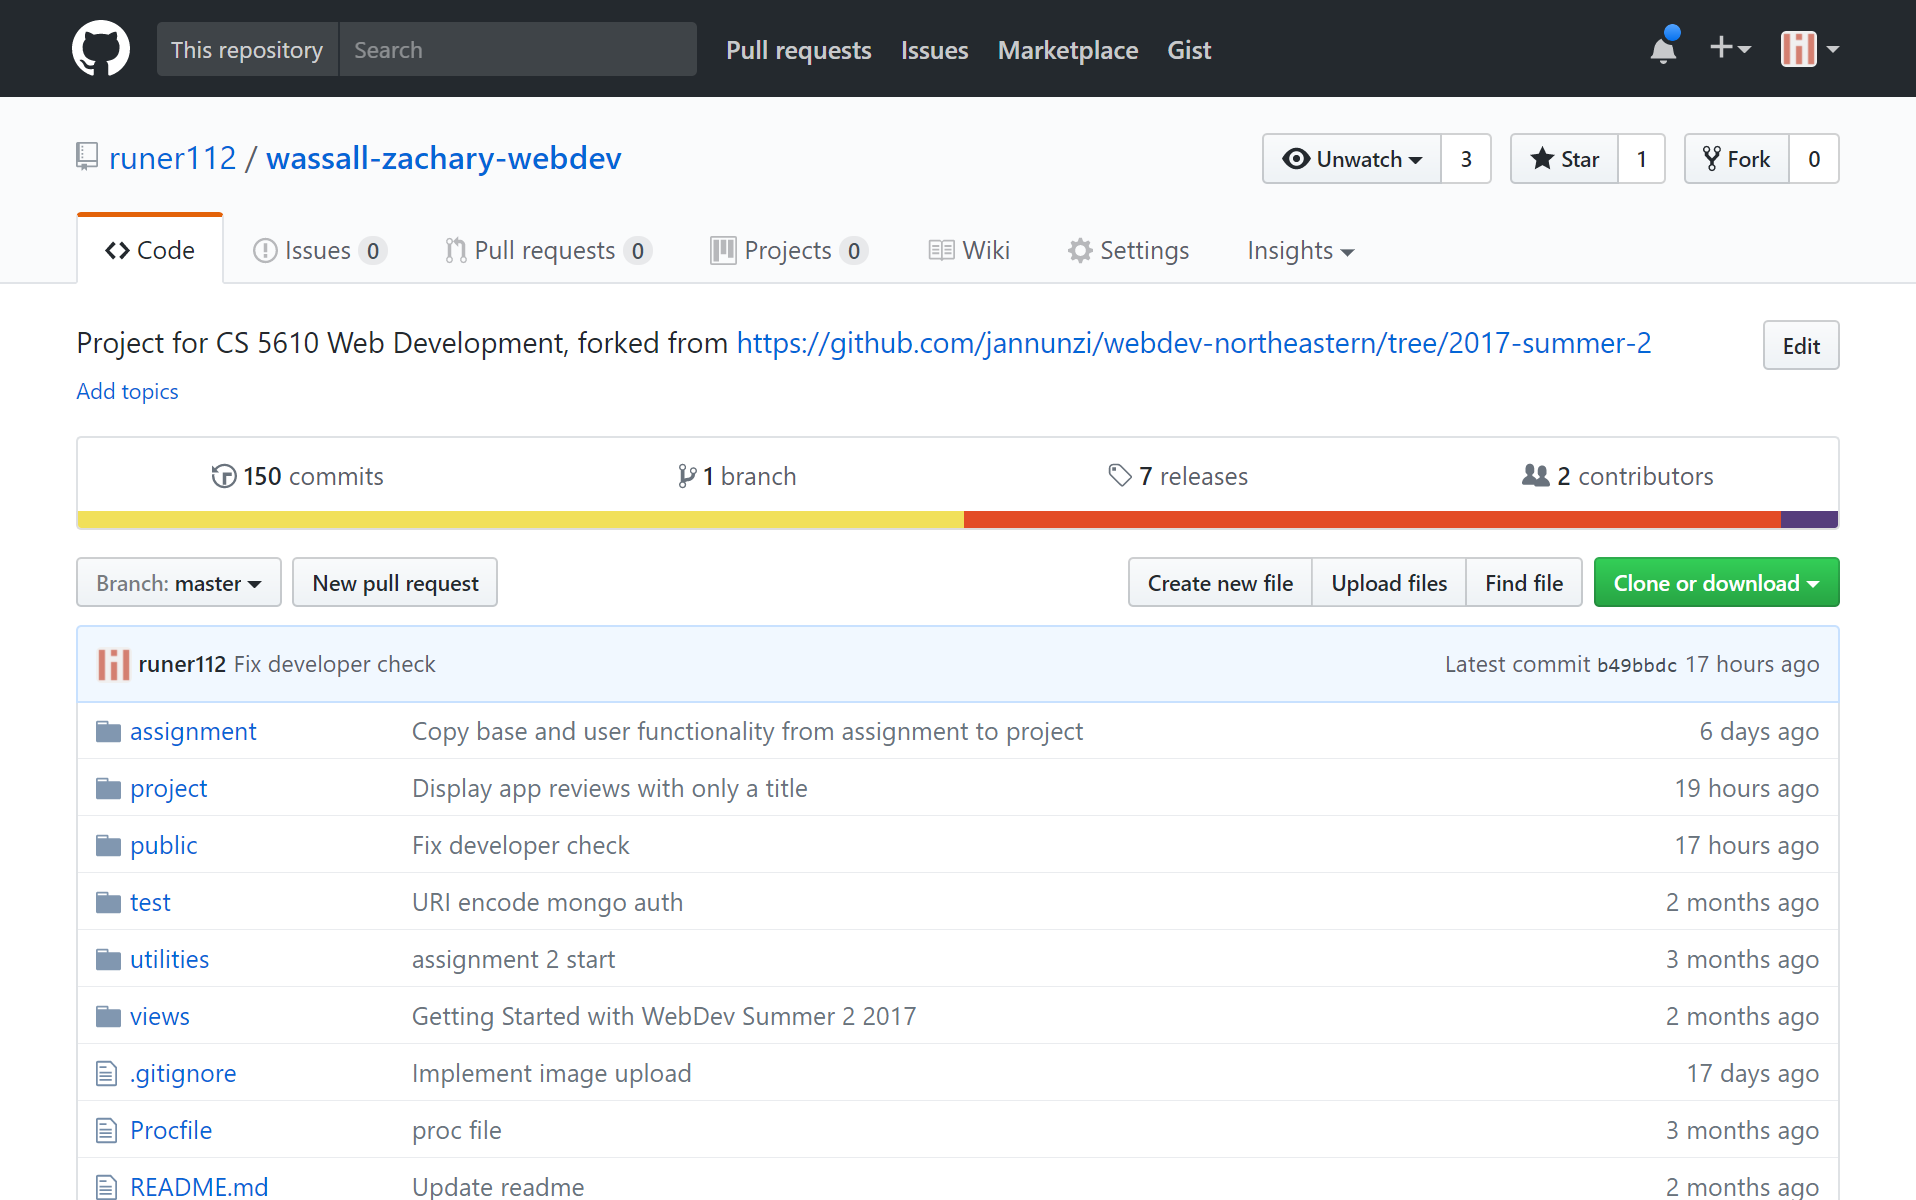 This repository Search Pull requests Issues Marketplace Gist
runer112 / wassall-zachary-webdev Unwatch 3 Star 1 Fork 0
Code Issues 0 Pull requests 0 Projects 0 Wiki Settings Insights
Project for CS 5610 Web Development, forked from https://github.com/jannunzi/webdev-northeastern/tree/2017-summer-2 Edit
Add topics
150 commits 1 branch 7 releases 2 contributors
Branch: master New pull request Create new file Upload files Find file Clone or download
runer112 Fix developer check Latest commit b49bbdc 17 hours ago
assignment Copy base and user functionality from assignment to project 6 days ago
project Display app reviews with only a title 19 hours ago
public Fix developer check 17 hours ago
test URI encode mongo auth 2 months ago
utilities assignment 2 start 3 months ago
views Getting Started with WebDev Summer 2 2017 2 months ago
.gitignore Implement image upload 17 days ago
Procfile proc file 3 months ago
README.md Update readme 2 months ago